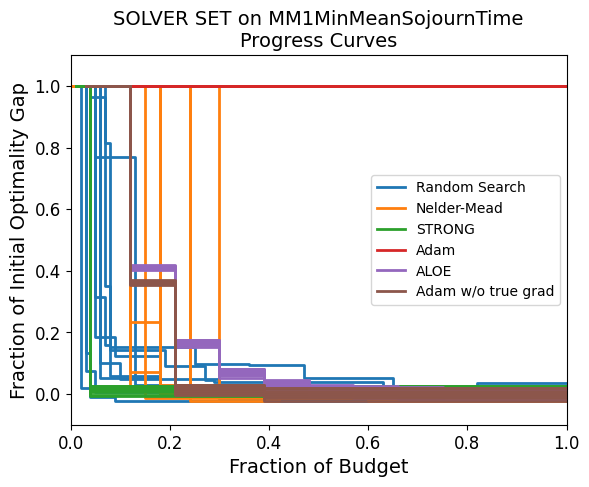 SOLVER SET on MM1MinMeanSojournTime
Progress Curves
Fraction of Initial Optimality Gap
1.0
0.8
0.6
0.4
0.2
0.0
Random Search
Nelder-Mead
STRONG
Adam
ALOE
Adam w/o true grad
0.0 0.2 0.4 0.6 0.8 1.0
Fraction of Budget